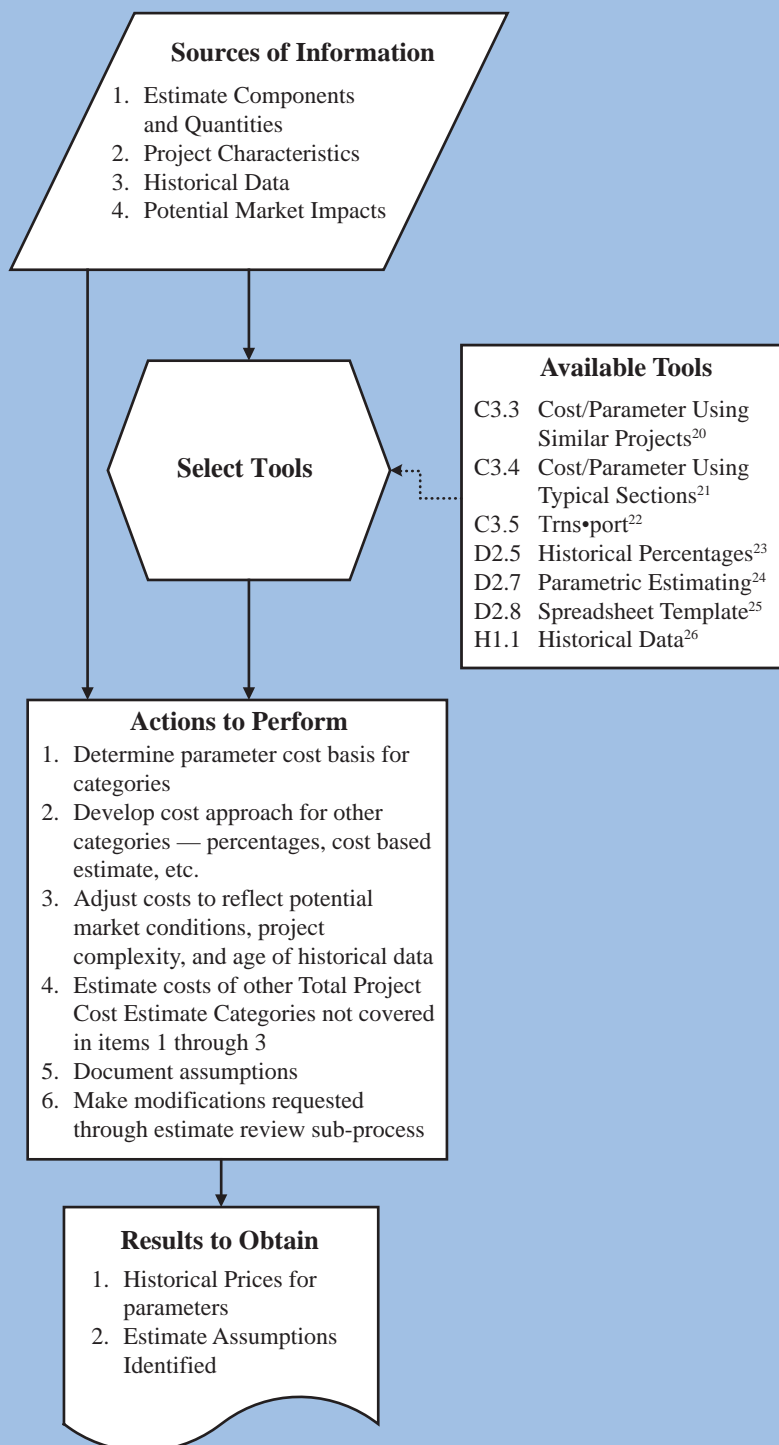 Sources of Information
1. Estimate Components
and Quantities
2. Project Characteristics
3. Historical Data
4. Potential Market Impacts
Select Tools
Available Tools
C3.3 Cost/Parameter Using
Similar Projects20
C3.4 Cost/Parameter Using
Typical Sections21
C3.5 Trns•port22
D2.5 Historical Percentages23
D2.7 Parametric Estimating24
D2.8 Spreadsheet Template25
H1.1 Historical Data26
Actions to Perform
1. Determine parameter cost basis for
categories
2. Develop cost approach for other
categories — percentages, cost based
estimate, etc.
3. Adjust costs to reflect potential
market conditions, project
complexity, and age of historical data
4. Estimate costs of other Total Project
Cost Estimate Categories not covered
in items 1 through 3
5. Document assumptions
6. Make modifications requested
through estimate review sub-process
Results to Obtain
1. Historical Prices for
parameters
2. Estimate Assumptions
Identified